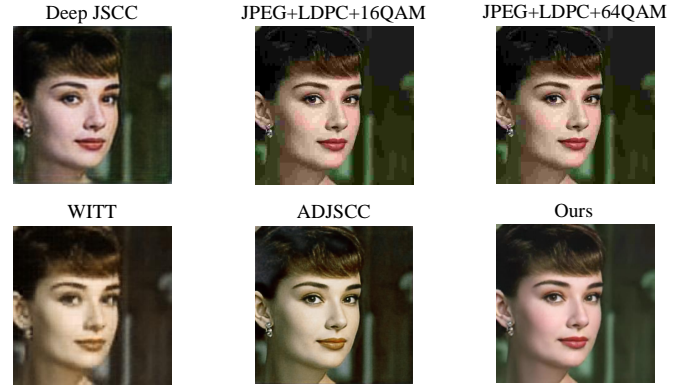 Deep JSCC
JPEG+LDPC+16QAM
JPEG+LDPC+64QAM
WITT
ADJSCC
Ours